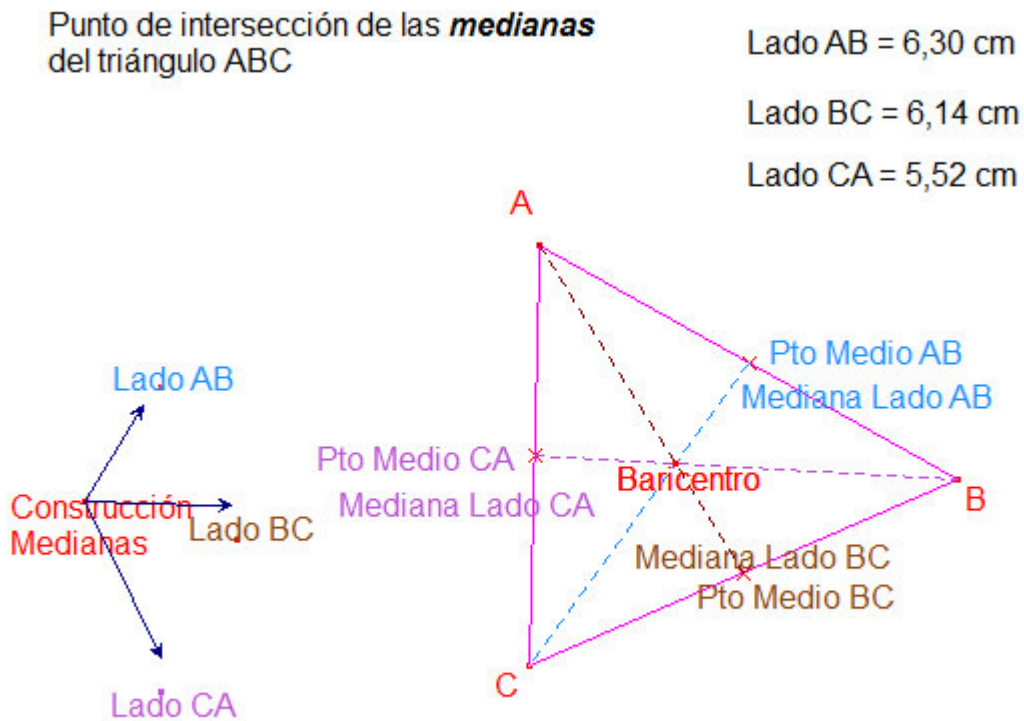 Punto de intersección de las medianas
del triángulo ABC
Lado AB = 6,30 cm
Lado BC = 6,14 cm
Lado CA = 5,52 cm
A
Pto Medio AB
Mediana Lado AB
Lado AB
Pto Medio CA
Mediana Lado CA
Baricentro
B
Construcción
Medianas
Lado BC
Mediana Lado BC
Pto Medio BC
C
Lado CA